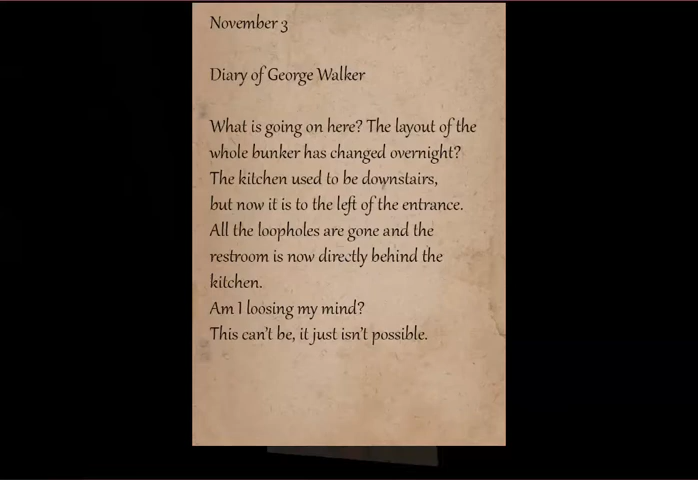 November 3
Diary of George Walker
What is going on here? The layout of the
whole bunker has changed overnight?
The kitchen used to be downstairs,
but now it is to the left of the entrance.
All the loopholes are gone and the
restroom is now directly behind the
kitchen.
Am I loosing my mind?
This can't be, it just isn't possible.